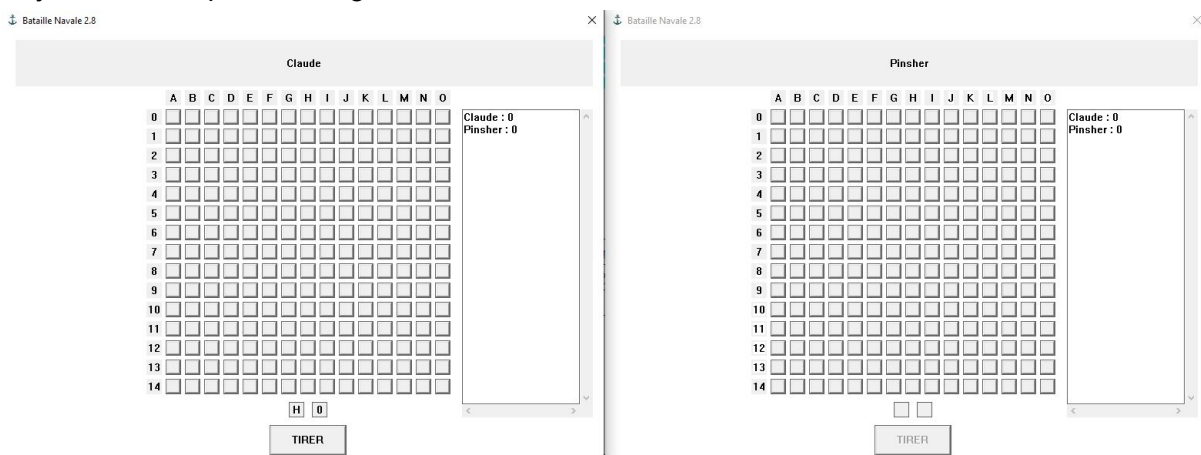 Bataille Navale 2.8
Claude
A B C D E F G H I J K L M N O
0
1
2
3
4
5
6
7
8
9
10
11
12
13
14
Claude : 0
Pinsher : 0
H 0
TIRER
Bataille Navale 2.8
Pinsher
A B C D E F G H I J K L M N O
0
1
2
3
4
5
6
7
8
9
10
11
12
13
14
Claude : 0
Pinsher : 0
TIRER